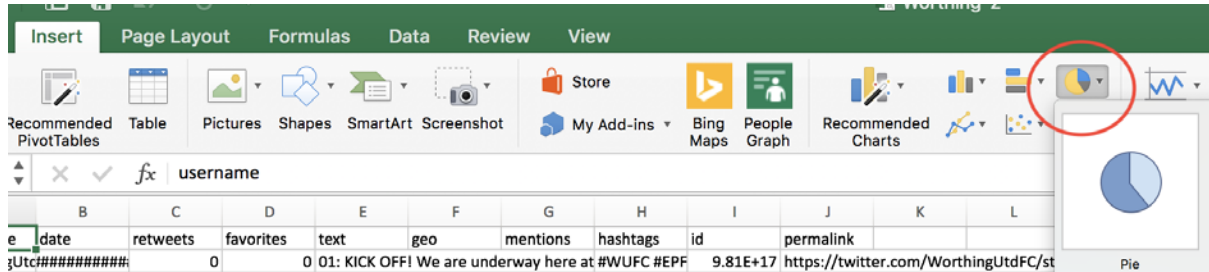 Worthing 2
Insert Page Layout Formulas Data Review View
Store
Recommended PivotTables Table Pictures Shapes SmartArt Screenshot My Add-ins Bing Maps People Graph Recommended Charts
fx username
B C D E F G H I J K L
e date retweets favorites text geo mentions hashtags id permalink
gUtc ########### 0 0 01: KICK OFF! We are underway here at #WUFC #EPF 9.81E+17 https://twitter.com/WorthingUtdFC/st
Pie